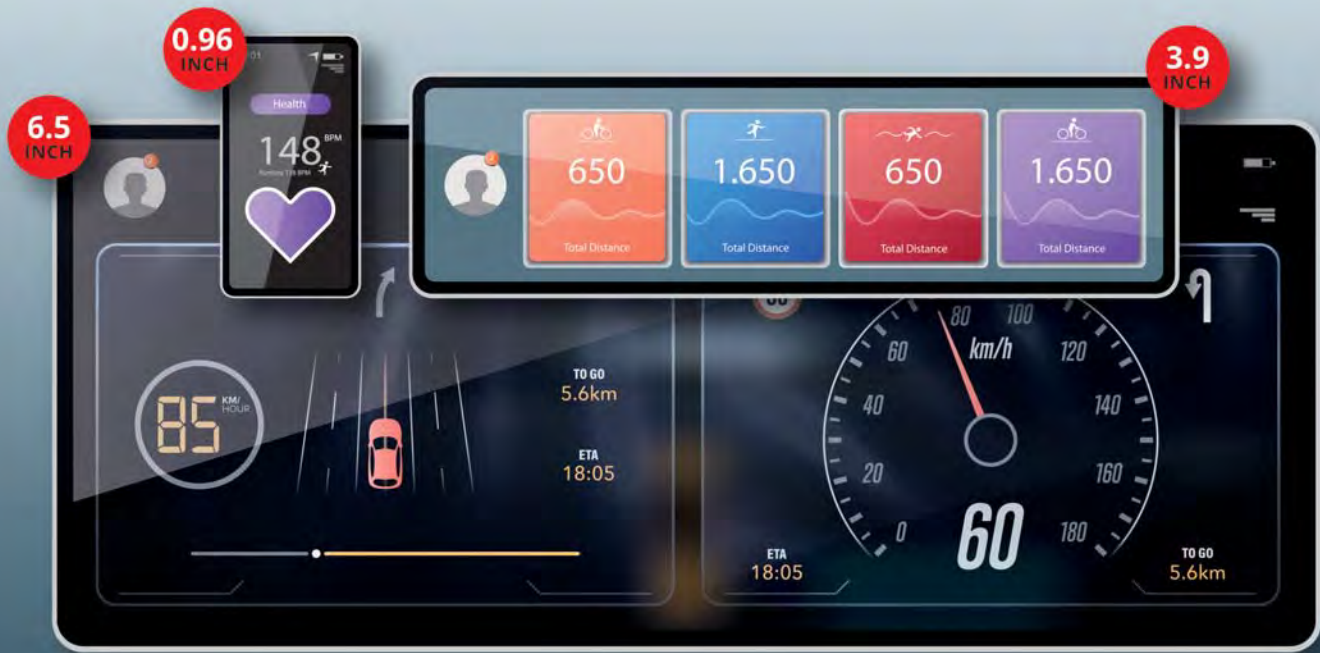 0.96
INCH
3.9
INCH
6.5
INCH
Health
148
BPM
650
Total Distance
1.650
Total Distance
650
Total Distance
1.650
Total Distance
85
KM/
HOUR
TO GO
5.6km
ETA
18:05
0
20
40
60
80
100
120
140
160
180
km/h
60
ETA
18:05
TO GO
5.6km